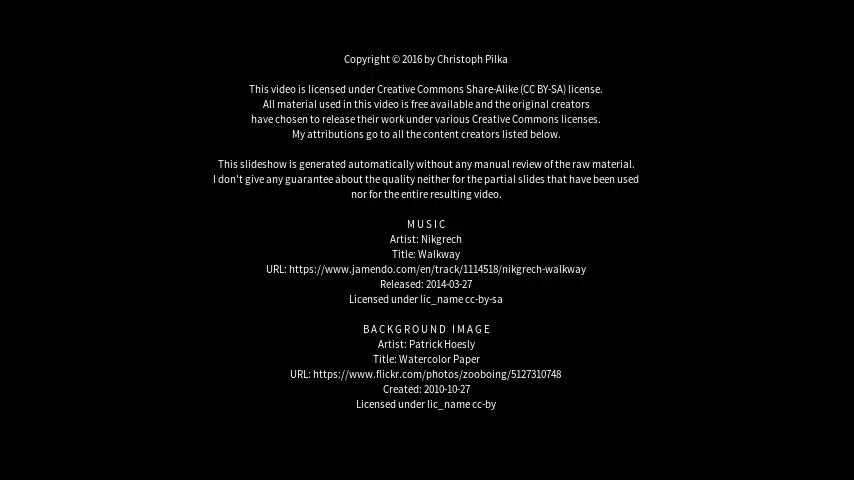 Copyright © 2016 by Christoph Pilka
This video is licensed under Creative Commons Share-Alike (CC BY-SA) license.
All material used in this video is free available and the original creators
have chosen to release their work under various Creative Commons licenses.
My attributions go to all the content creators listed below.
This slideshow is generated automatically without any manual review of the raw material.
I don't give any guarantee about the quality neither for the partial slides that have been used
nor for the entire resulting video.
MUSIC
Artist: Nikgrech
Title: Walkway
URL: https://www.jamendo.com/en/track/1114518/nikgrech-walkway
Released: 2014-03-27
Licensed under lic_name cc-by-sa
BACKGROUND IMAGE
Artist: Patrick Hoesly
Title: Watercolor Paper
URL: https://www.flickr.com/photos/zooboing/5127310748
Created: 2010-10-27
Licensed under lic_name cc-by